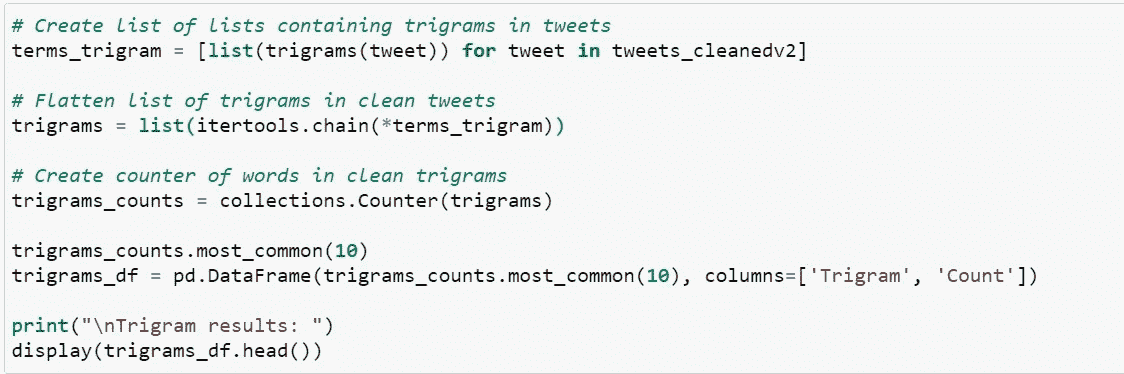 # Create list of lists containing trigrams in tweets
terms_trigram = [list(trigrams(tweet)) for tweet in tweets_cleanedv2]
# Flatten list of trigrams in clean tweets
trigrams = list(itertools.chain(*terms_trigram))
# Create counter of words in clean trigrams
trigrams_counts = collections.Counter(trigrams)
trigrams_counts.most_common(10)
trigrams_df = pd.DataFrame(trigrams_counts.most_common(10), columns=['Trigram', 'Count'])
print("\nTrigram results: ")
display(trigrams_df.head())